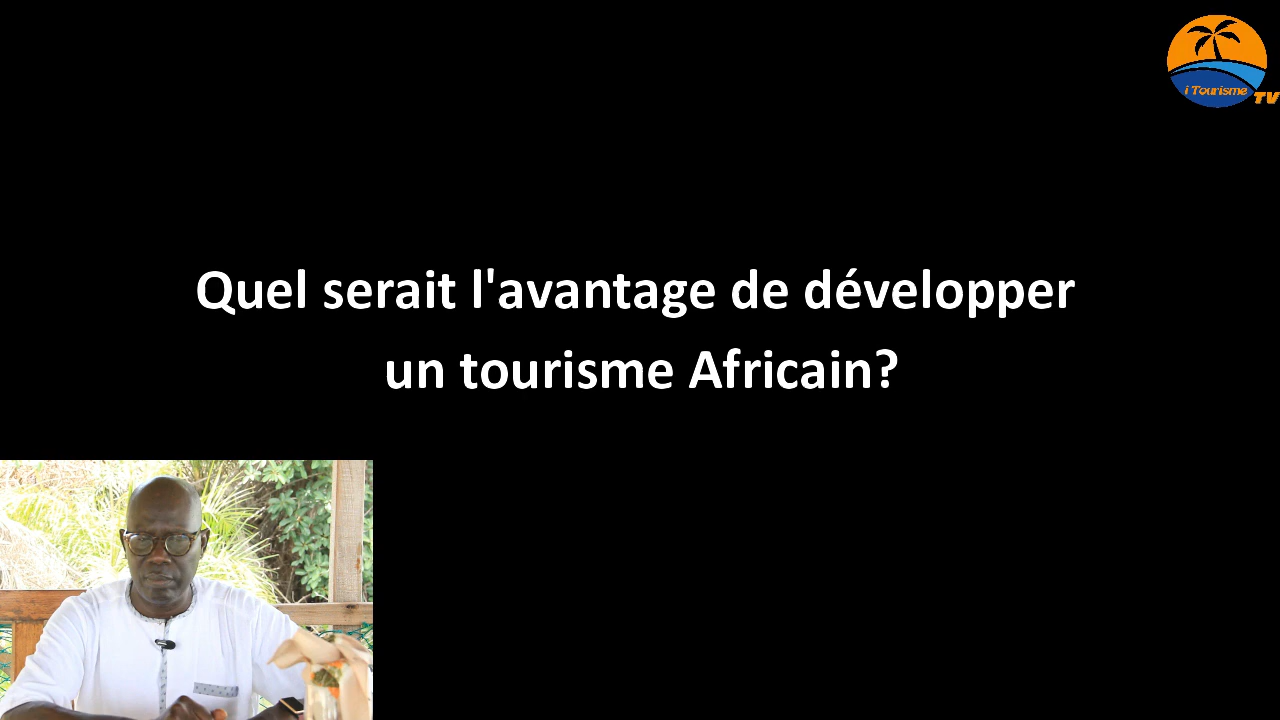 i Tourisme
TV
Quel serait l'avantage de développer
un tourisme Africain?